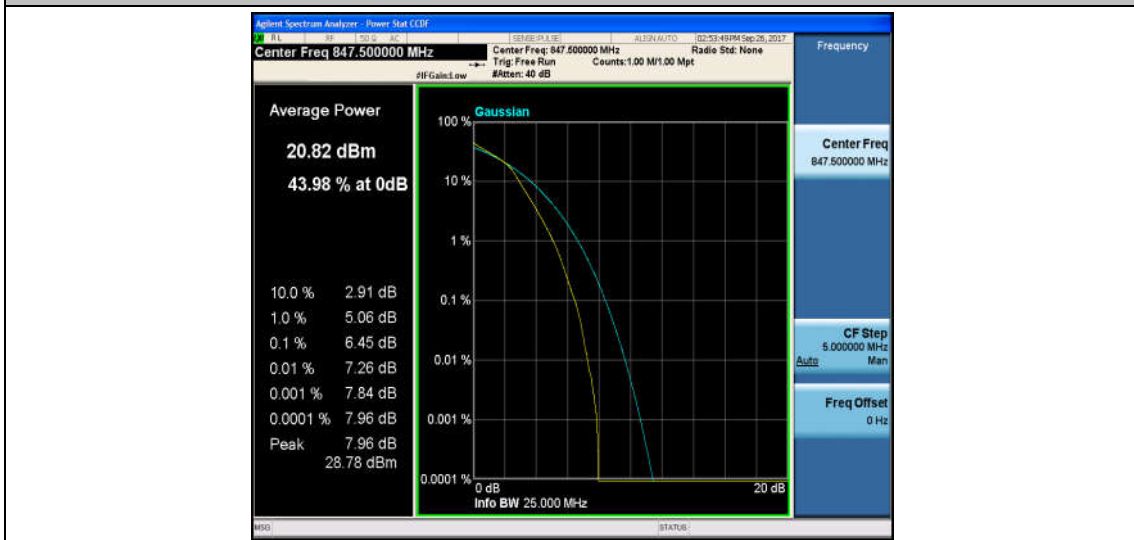 Agilent Spectrum Analyzer - Power Stat CCDF
RL RF 50 Ω AC SENSE:PULSE ALIGN AUTO 02:53:49PM Sep 26, 2017
Center Freq 847.500000 MHz
Center Freq: 847.500000 MHz Radio Std: None
Trig: Free Run Counts:1.00 M/1.00 Mpt
#IFGain:Low #Atten: 40 dB
Frequency
Average Power
20.82 dBm
43.98 % at 0dB
10.0 % 2.91 dB
1.0 % 5.06 dB
0.1 % 6.45 dB
0.01 % 7.26 dB
0.001 % 7.84 dB
0.0001 % 7.96 dB
Peak 7.96 dB
28.78 dBm
Gaussian
100 %
10 %
1 %
0.1 %
0.01 %
0.001 %
0.0001 %
0 dB 20 dB
Info BW 25.000 MHz
Center Freq
847.500000 MHz
CF Step
5.000000 MHz
Auto Man
Freq Offset
0 Hz
MSG STATUS